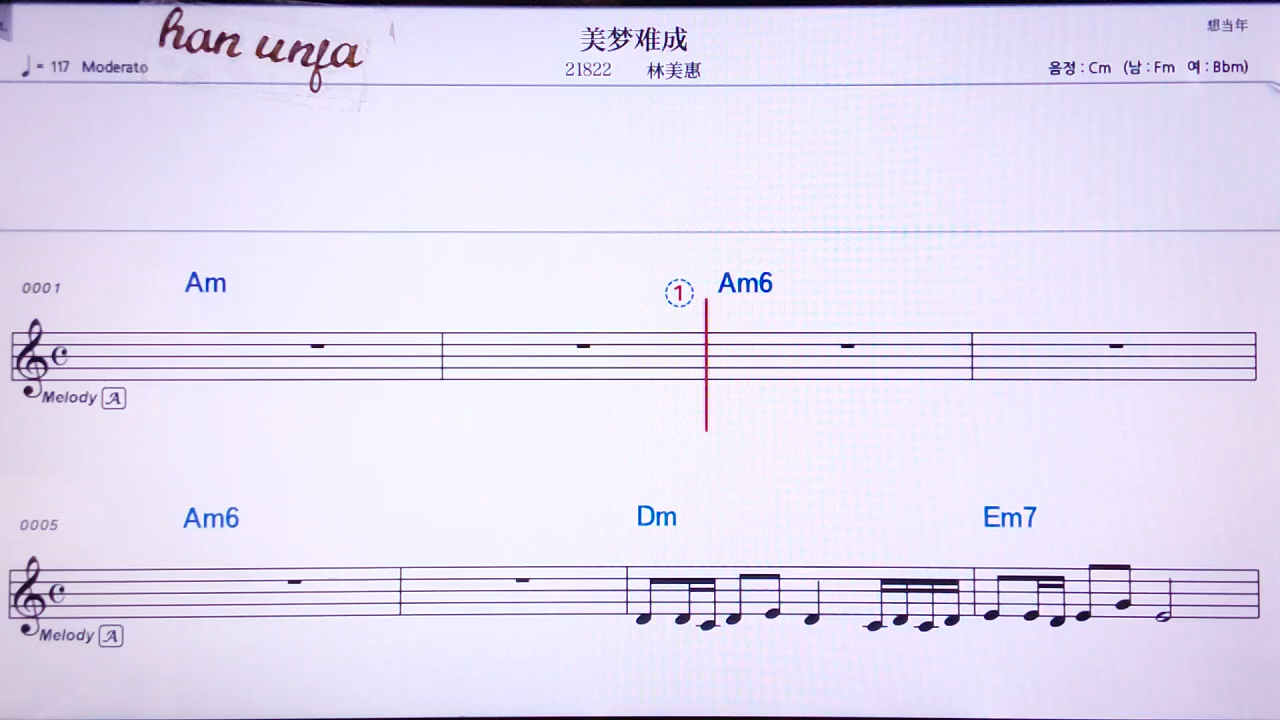 han unfa
美梦难成
想当年
♩ = 117 Moderato
21822 林美惠
음정 : Cm (남 : Fm 여 : Bbm)
0001 Am ① Am6
Melody A
0005 Am6 Dm Em7
Melody A